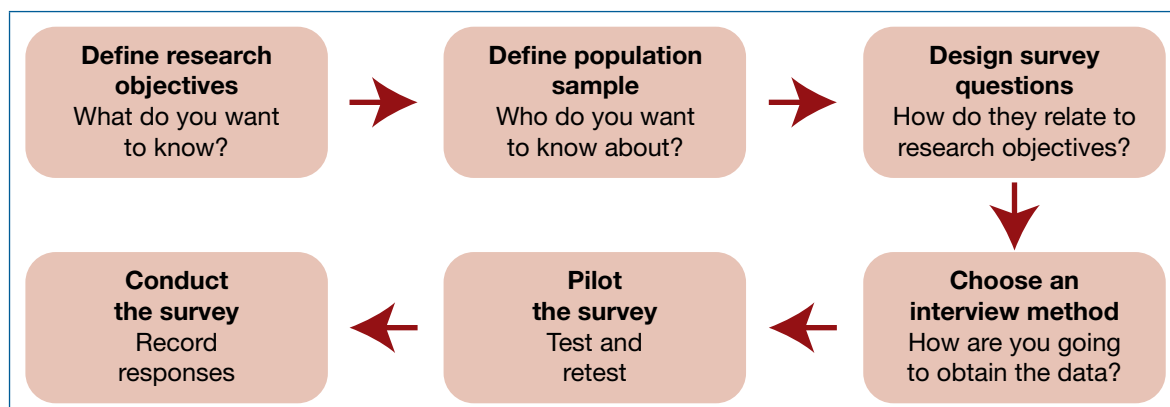 Define research
objectives
What do you want
to know?
Define population
sample
Who do you want
to know about?
Design survey
questions
How do they relate to
research objectives?
Choose an
interview method
How are you going
to obtain the data?
Pilot
the survey
Test and
retest
Conduct
the survey
Record
responses